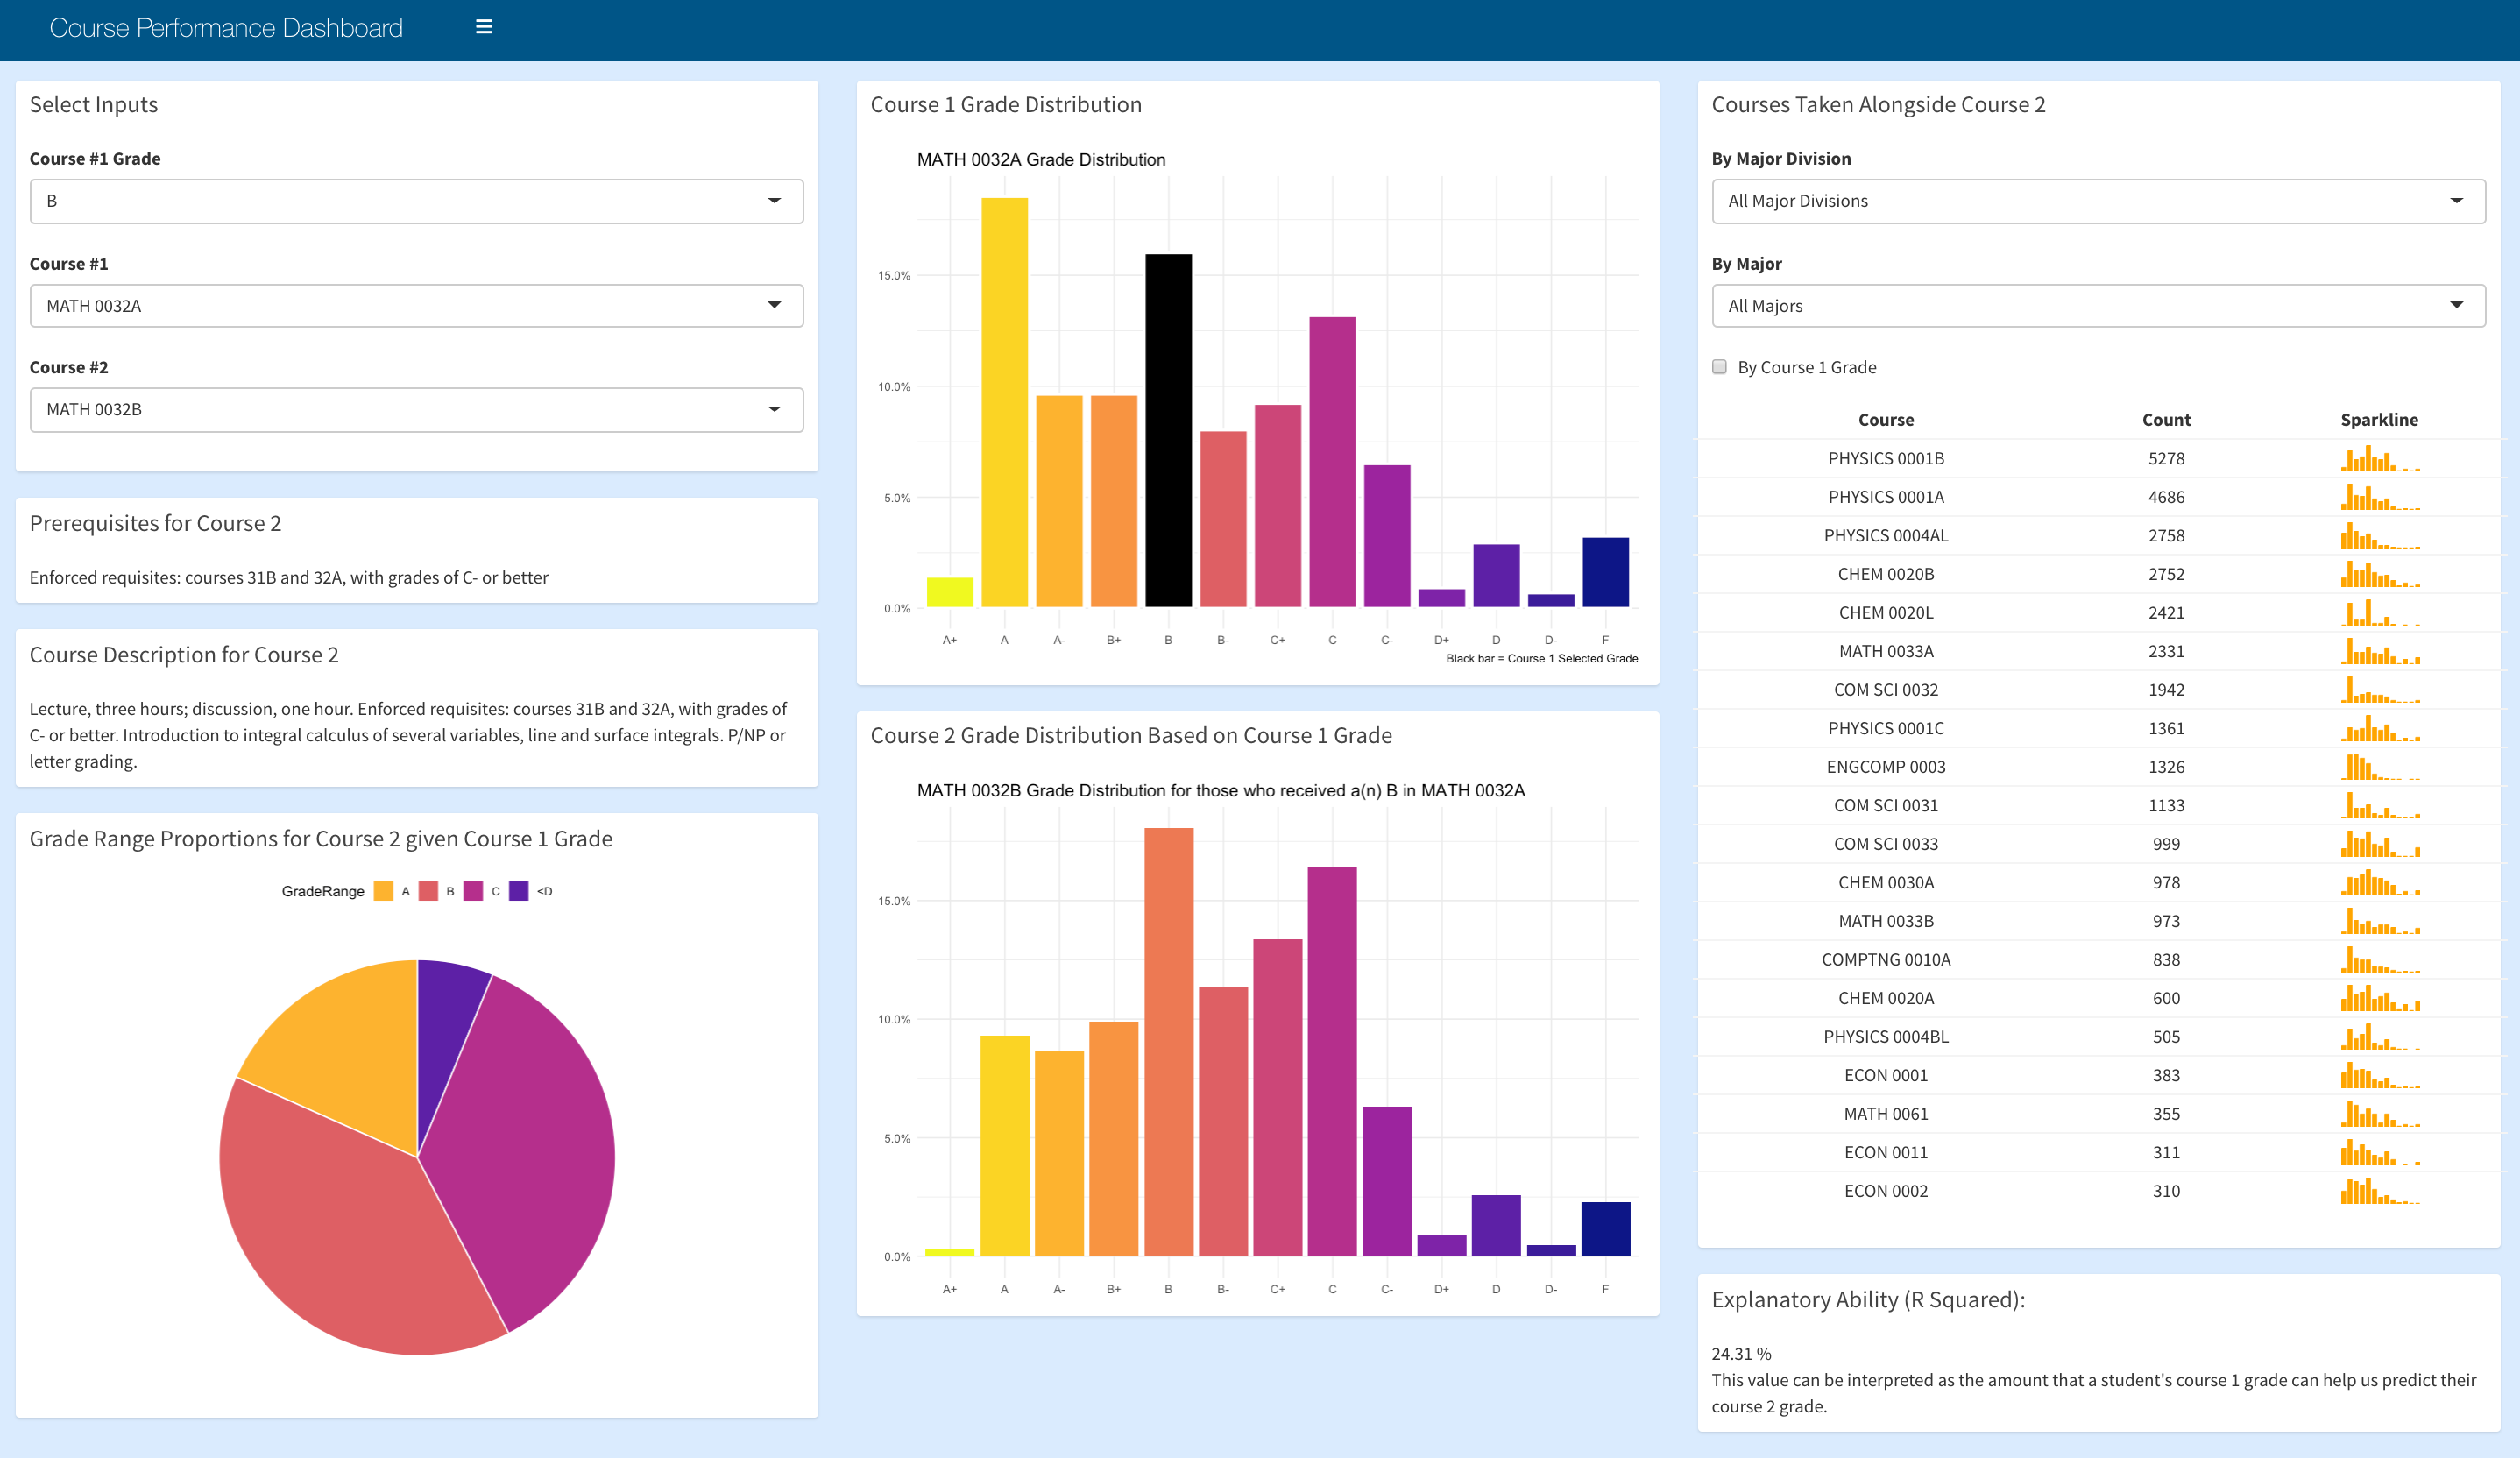 Course Performance Dashboard
Select Inputs
Course #1 Grade
B
Course #1
MATH 0032A
Course #2
MATH 0032B
Prerequisites for Course 2
Enforced requisites: courses 31B and 32A, with grades of C- or better
Course Description for Course 2
Lecture, three hours; discussion, one hour. Enforced requisites: courses 31B and 32A, with grades of
C- or better. Introduction to integral calculus of several variables, line and surface integrals. P/NP or
letter grading.
Grade Range Proportions for Course 2 given Course 1 Grade
GradeRange A B C <D
Course 1 Grade Distribution
MATH 0032A Grade Distribution
15.0%
10.0%
5.0%
0.0%
A+ A A- B+ B B- C+ C C- D+ D D- F
Black bar = Course 1 Selected Grade
Course 2 Grade Distribution Based on Course 1 Grade
MATH 0032B Grade Distribution for those who received a(n) B in MATH 0032A
15.0%
10.0%
5.0%
0.0%
A+ A A- B+ B B- C+ C C- D+ D D- F
Courses Taken Alongside Course 2
By Major Division
All Major Divisions
By Major
All Majors
By Course 1 Grade
Course Count Sparkline
PHYSICS 0001B 5278
PHYSICS 0001A 4686
PHYSICS 0004AL 2758
CHEM 0020B 2752
CHEM 0020L 2421
MATH 0033A 2331
COM SCI 0032 1942
PHYSICS 0001C 1361
ENGCOMP 0003 1326
COM SCI 0031 1133
COM SCI 0033 999
CHEM 0030A 978
MATH 0033B 973
COMPTNG 0010A 838
CHEM 0020A 600
PHYSICS 0004BL 505
ECON 0001 383
MATH 0061 355
ECON 0011 311
ECON 0002 310
Explanatory Ability (R Squared):
24.31 %
This value can be interpreted as the amount that a student's course 1 grade can help us predict their
course 2 grade.